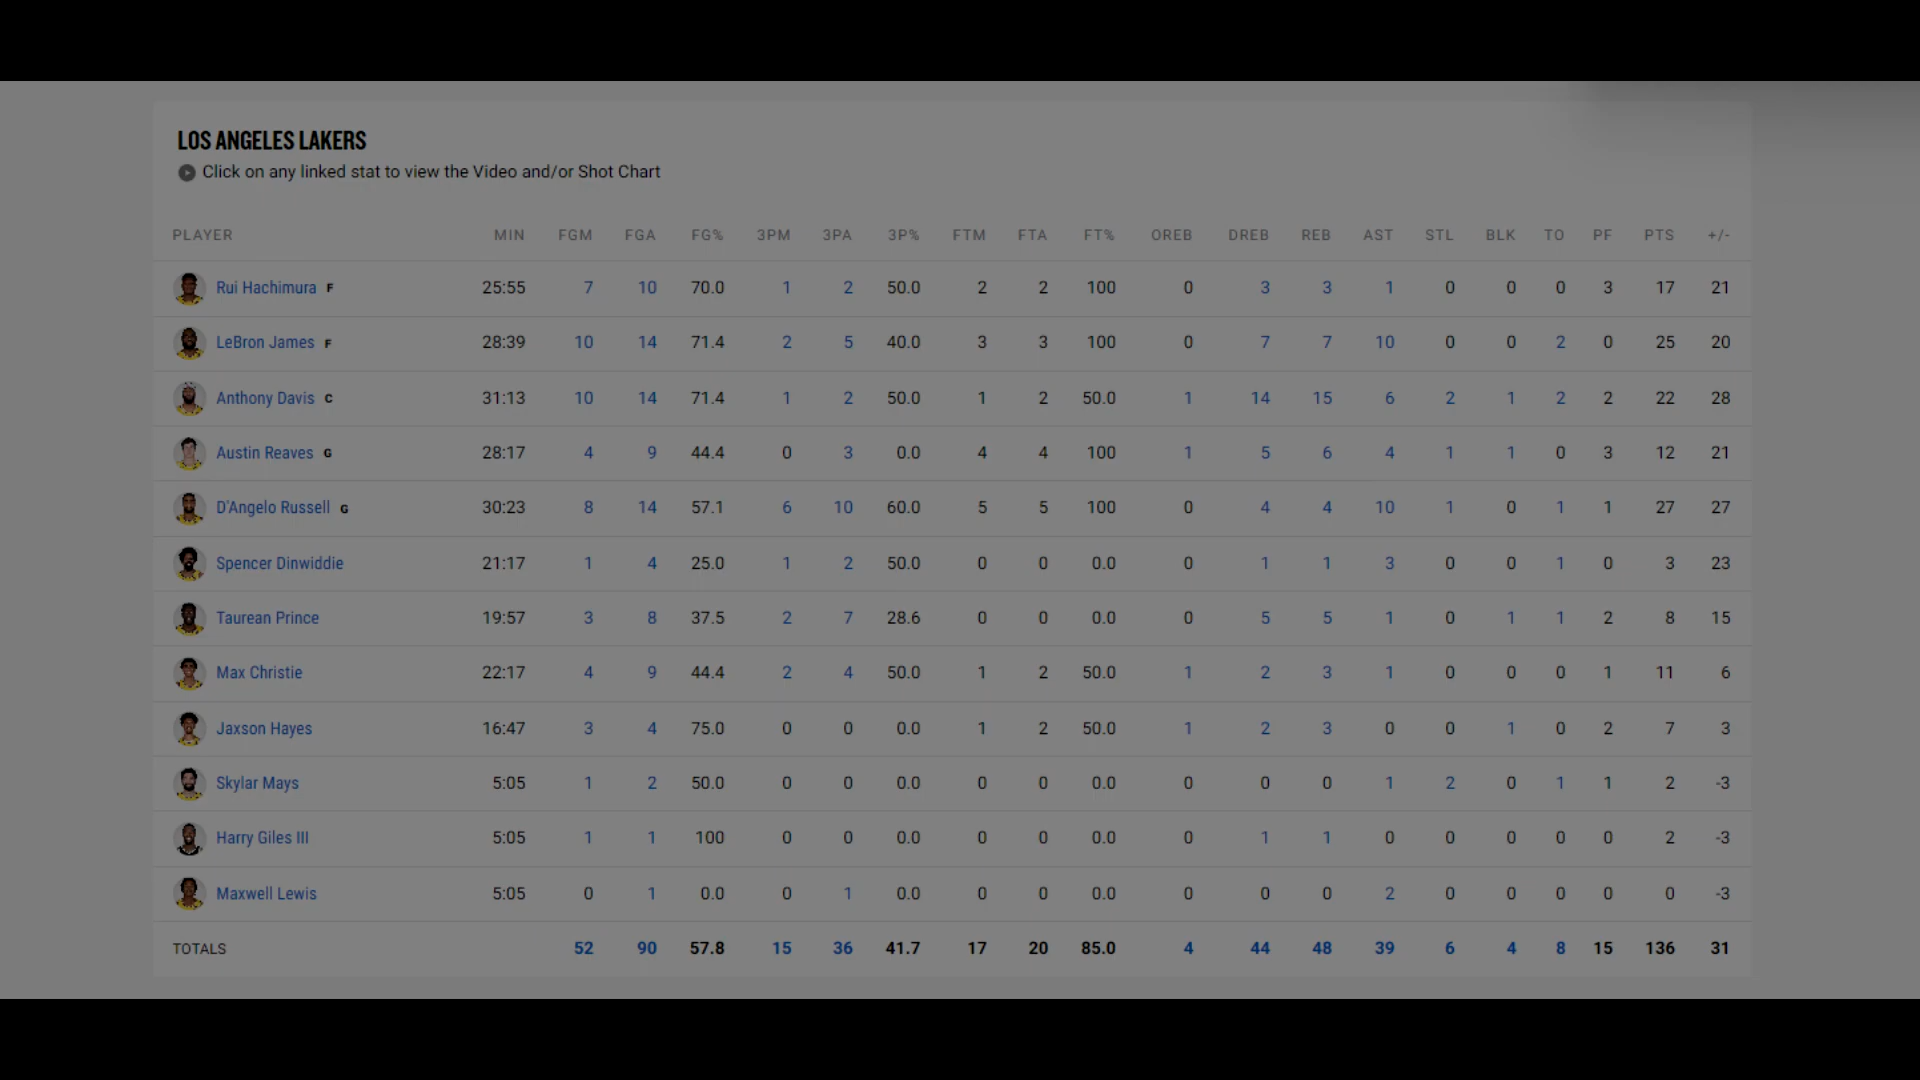 LOS ANGELES LAKERS
Click on any linked stat to view the Video and/or Shot Chart
PLAYER MIN FGM FGA FG% 3PM 3PA 3P% FTM FTA FT% OREB DREB REB AST STL BLK TO PF PTS +/-
Rui Hachimura F 25:55 7 10 70.0 1 2 50.0 2 2 100 0 3 3 1 0 0 0 3 17 21
LeBron James F 28:39 10 14 71.4 2 5 40.0 3 3 100 0 7 7 10 0 0 2 0 25 20
Anthony Davis C 31:13 10 14 71.4 1 2 50.0 1 2 50.0 1 14 15 6 2 1 2 2 22 28
Austin Reaves G 28:17 4 9 44.4 0 3 0.0 4 4 100 1 5 6 4 1 1 0 3 12 21
D'Angelo Russell G 30:23 8 14 57.1 6 10 60.0 5 5 100 0 4 4 10 1 0 1 1 27 27
Spencer Dinwiddie 21:17 1 4 25.0 1 2 50.0 0 0 0.0 0 1 1 3 0 0 1 0 3 23
Taurean Prince 19:57 3 8 37.5 2 7 28.6 0 0 0.0 0 5 5 1 0 1 1 2 8 15
Max Christie 22:17 4 9 44.4 2 4 50.0 1 2 50.0 1 2 3 1 0 0 0 1 11 6
Jaxson Hayes 16:47 3 4 75.0 0 0 0.0 1 2 50.0 1 2 3 0 0 1 0 2 7 3
Skylar Mays 5:05 1 2 50.0 0 0 0.0 0 0 0.0 0 0 0 1 2 0 1 1 2 -3
Harry Giles III 5:05 1 1 100 0 0 0.0 0 0 0.0 0 1 1 0 0 0 0 0 2 -3
Maxwell Lewis 5:05 0 1 0.0 0 1 0.0 0 0 0.0 0 0 0 2 0 0 0 0 0 -3
TOTALS 52 90 57.8 15 36 41.7 17 20 85.0 4 44 48 39 6 4 8 15 136 31